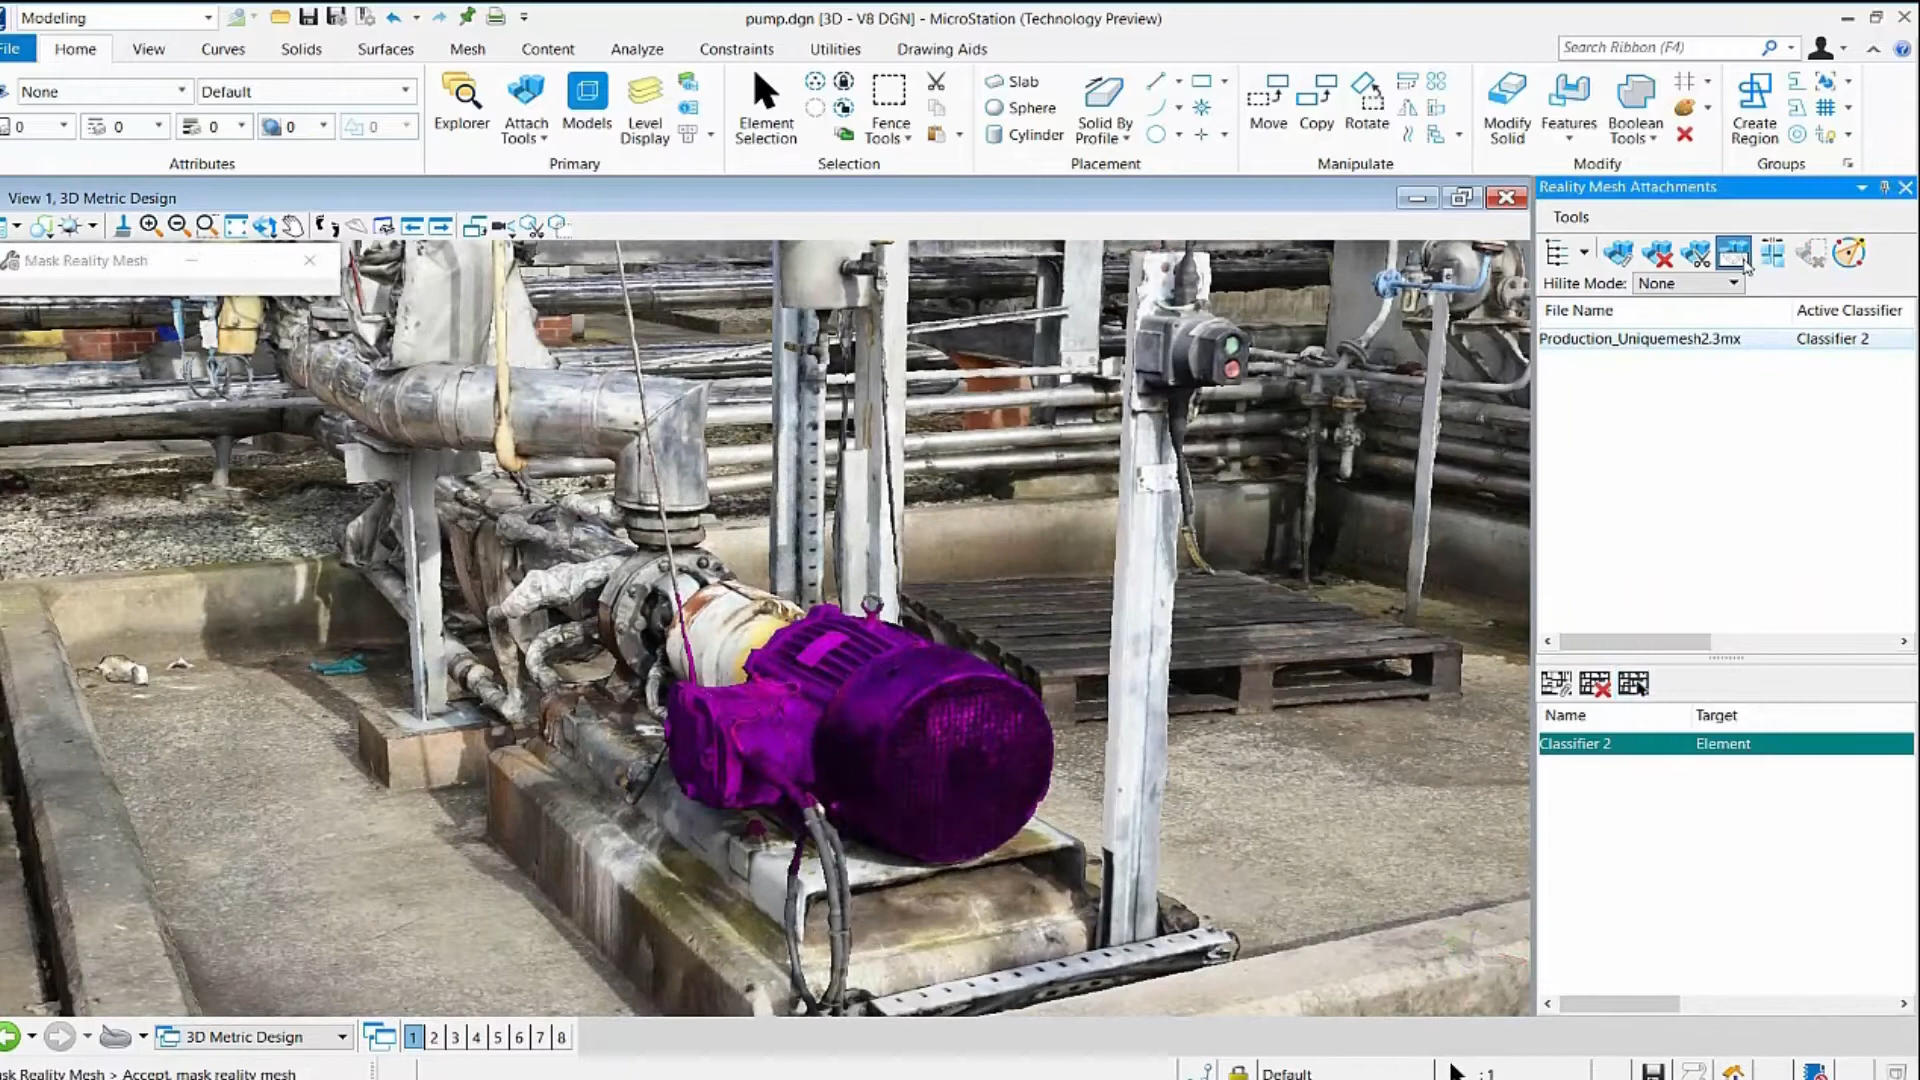 Modeling
pump.dgn [3D - V8 DGN] - MicroStation (Technology Preview)
File Home View Curves Solids Surfaces Mesh Content Analyze Constraints Utilities Drawing Aids
Search Ribbon (F4)
None Default
0 0 0 0 0
Attributes
Explorer Attach Tools Models Level Display
Primary
Element Selection Fence Tools
Selection
Slab
Sphere
Cylinder
Solid By Profile
Placement
Move Copy Rotate
Manipulate
Modify Solid Features Boolean Tools
Modify
Create Region
Groups
View 1, 3D Metric Design
Mask Reality Mesh
Reality Mesh Attachments
Tools
Hilite Mode: None
File Name Active Classifier
Production_Uniquemesh2.3mx Classifier 2
Name Target
Classifier 2 Element
3D Metric Design
1 2 3 4 5 6 7 8
sk Reality Mesh > Accept, mask reality mesh
Default
: 1